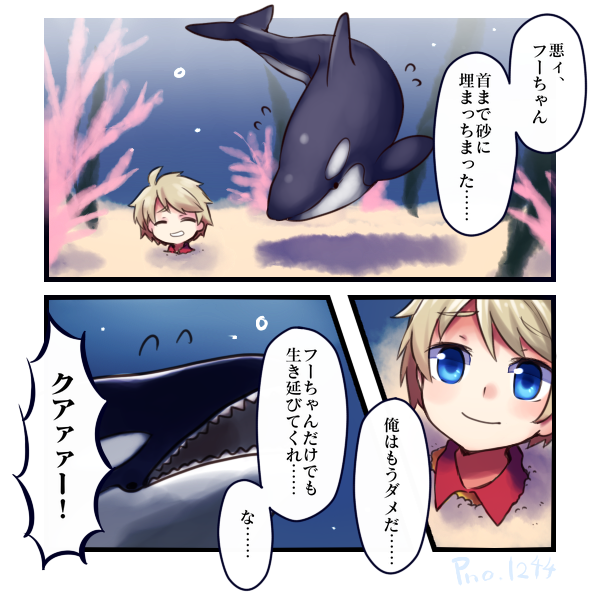 悪ィ、
フーちゃん
首まで砂に
埋まっちまった……
俺はもうダメだ……
フーちゃんだけでも
生き延びてくれ……
な……
クアァァー！
Pno.1244